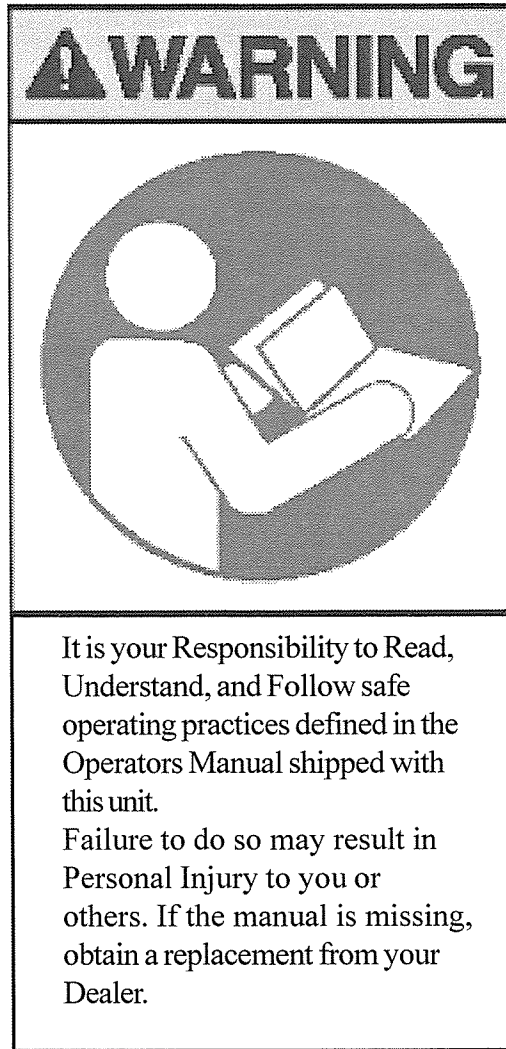 WARNING
It is your Responsibility to Read,
Understand, and Follow safe
operating practices defined in the
Operators Manual shipped with
this unit.
Failure to do so may result in
Personal Injury to you or
others. If the manual is missing,
obtain a replacement from your
Dealer.